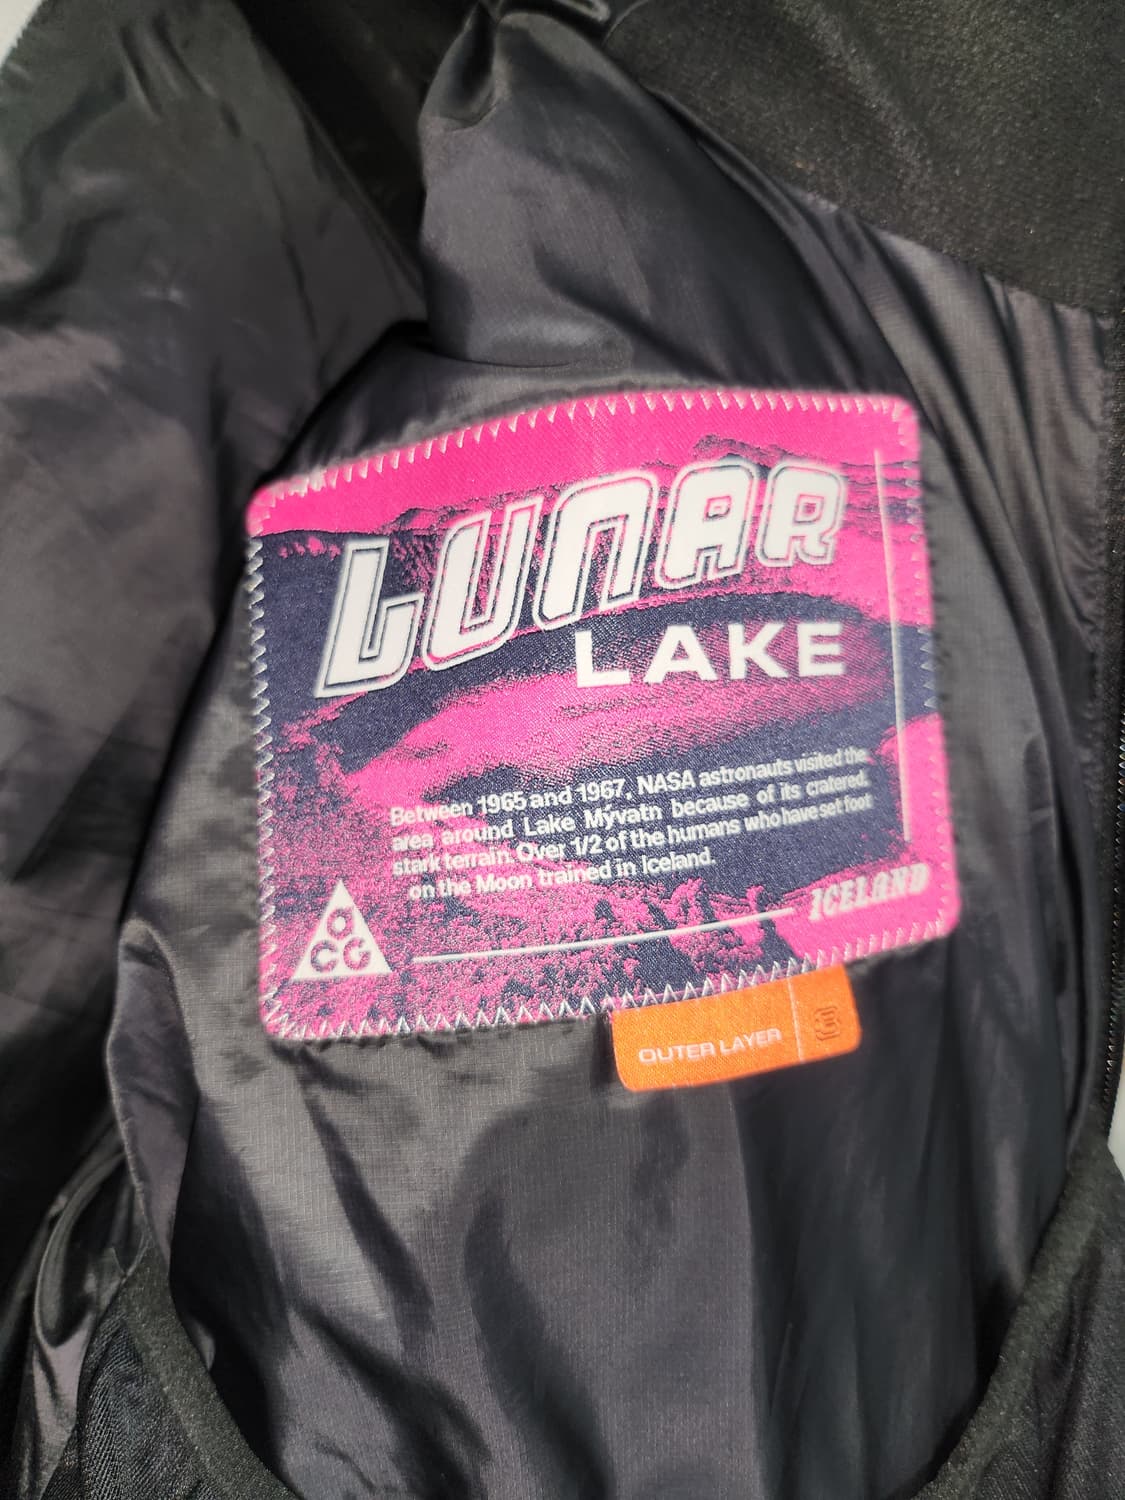 LUNAR
LAKE
Between 1965 and 1967, NASA astronauts visited the
area around Lake Mývatn because of its cratered,
stark terrain. Over 1/2 of the humans who have set foot
on the Moon trained in Iceland.
ICELAND
ACG
OUTER LAYER
3